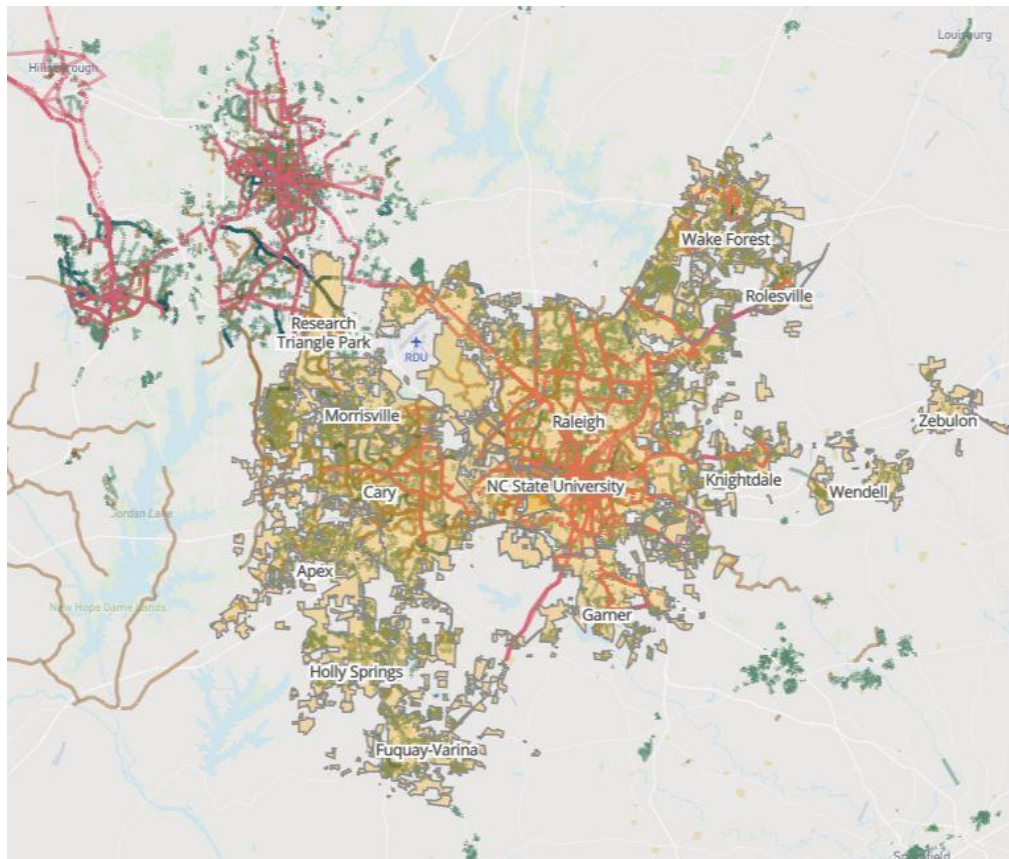 Louisburg
Hillsborough
Wake Forest
Rolesville
Research
Triangle Park
RDU
Morrisville
Raleigh
Zebulon
NC State University
Knightdale
Cary
Wendell
Jordan Lake
Apex
New Hope Game Lands
Garner
Holly Springs
Fuquay-Varina